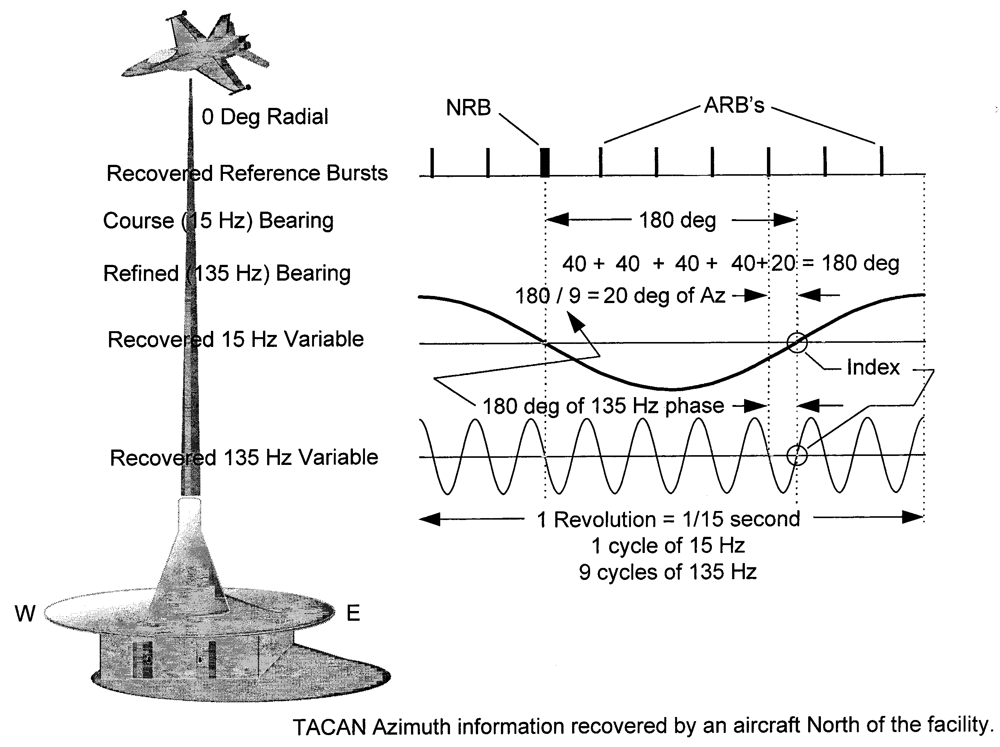 NRB
ARB's
0 Deg Radial
Recovered Reference Bursts
Course (15 Hz) Bearing
180 deg
Refined (135 Hz) Bearing
40 + 40 + 40 + 40+20 = 180 deg
180 / 9 = 20 deg of Az
Recovered 15 Hz Variable
Index
180 deg of 135 Hz phase
Recovered 135 Hz Variable
1 Revolution = 1/15 second
1 cycle of 15 Hz
9 cycles of 135 Hz
W
E
TACAN Azimuth information recovered by an aircraft North of the facility.